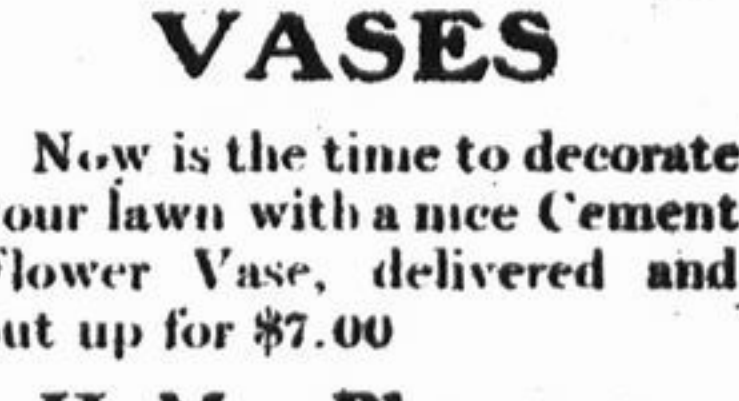 VASES
Now is the time to decorate
our lawn with a nice Cement
lower Vase, delivered and
ut up for $7.00